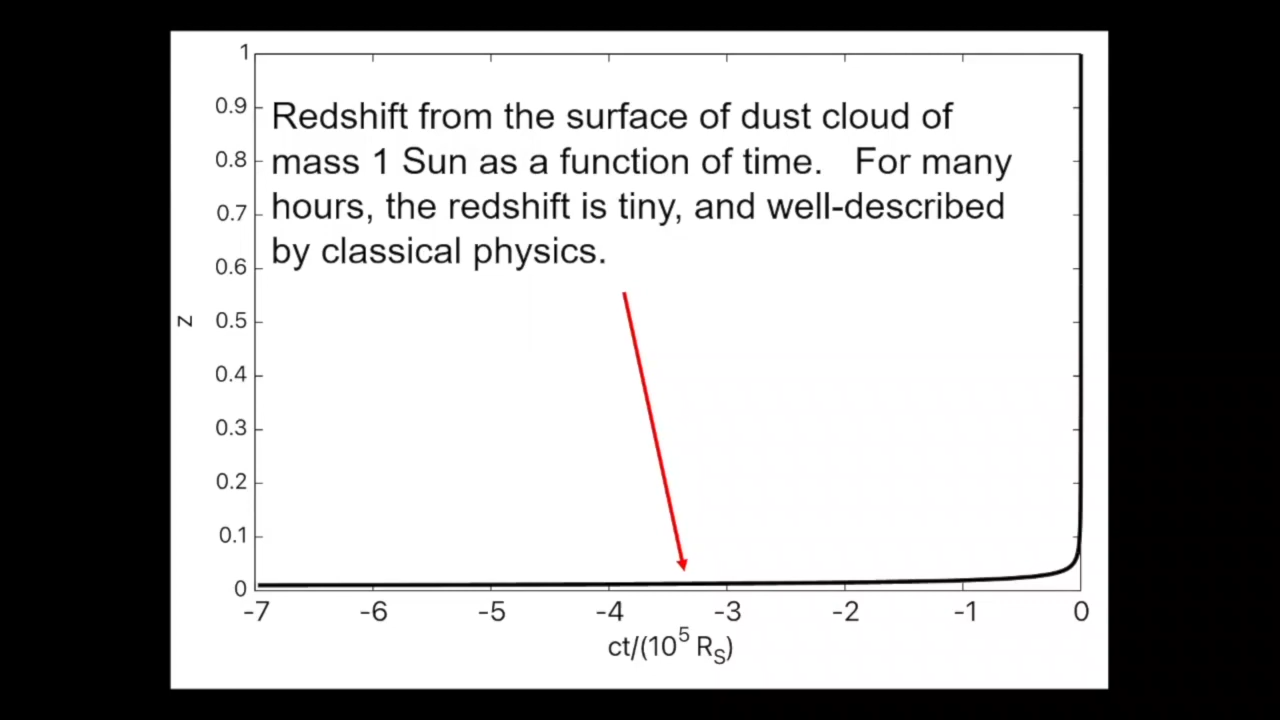 1
0.9
Redshift from the surface of dust cloud of
0.8
mass 1 Sun as a function of time. For many
0.7
hours, the redshift is tiny, and well-described
0.6
by classical physics.
z
0.5
0.4
0.3
0.2
0.1
0
-7 -6 -5 -4 -3 -2 -1 0
ct/(10⁵ R_S)